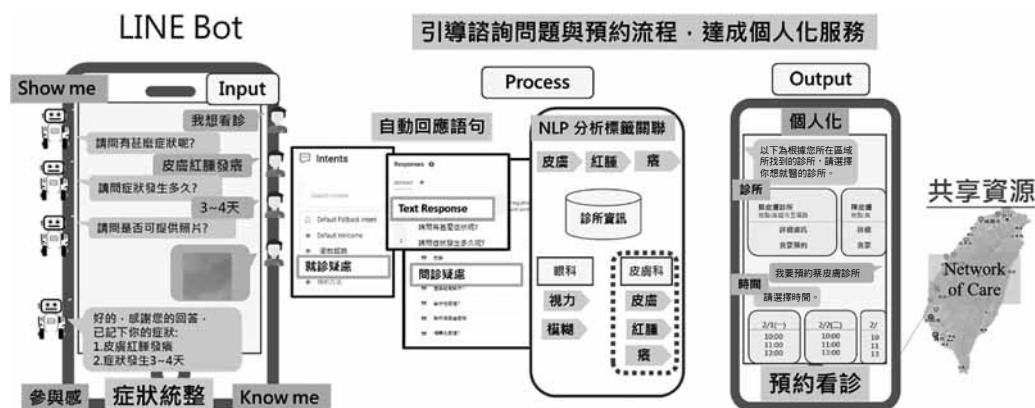 LINE Bot
引導諮詢問題與預約流程，達成個人化服務
Show me
Input
我想看診
請問有甚麼症狀呢?
皮膚紅腫發癢
請問症狀發生多久?
3~4天
請問是否可提供照片?
好的，感謝您的回答，
已記下你的症狀:
1.皮膚紅腫發癢
2.症狀發生3~4天
參與感
症狀統整
Know me
Process
自動回應語句
Intents
Default Fallback Intent
Default Welcome
就診疑慮
Responses
Text Response
請問有甚麼症狀呢?
請問症狀發生多久呢?
問診疑慮
NLP 分析標籤關聯
皮膚
紅腫
癢
診所資訊
眼科
視力
模糊
皮膚科
皮膚
紅腫
癢
Output
個人化
以下為根據您所在區域
所找到的診所，請選擇
你想就醫的診所。
診所
蔡皮膚診所
詳細資訊
我要預約
陳皮膚
詳細
我要
我要預約蔡皮膚診所
時間
請選擇時間。
2/1(一)
10:00
11:00
13:00
2/2(二)
10:00
11:00
13:00
2/
10
11
13
預約看診
共享資源
Network
of Care